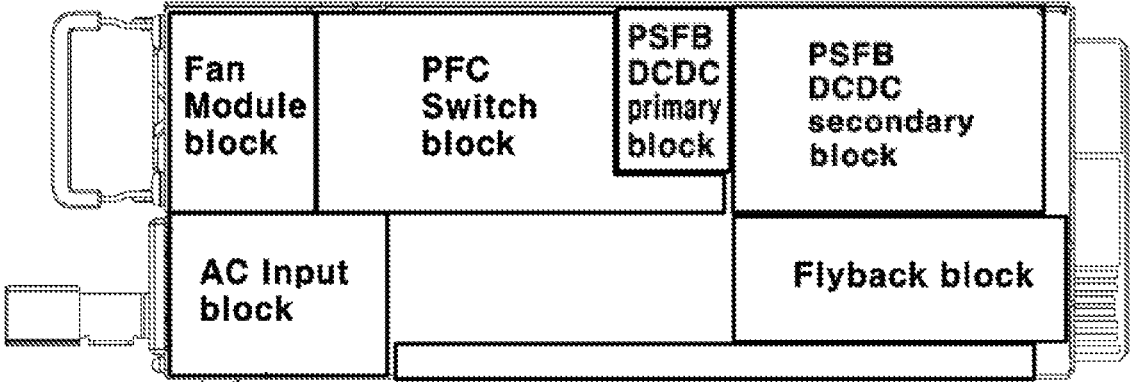 Fan
Module
block
PFC
Switch
block
PSFB
DCDC
primary
block
PSFB
DCDC
secondary
block
AC Input
block
Flyback block